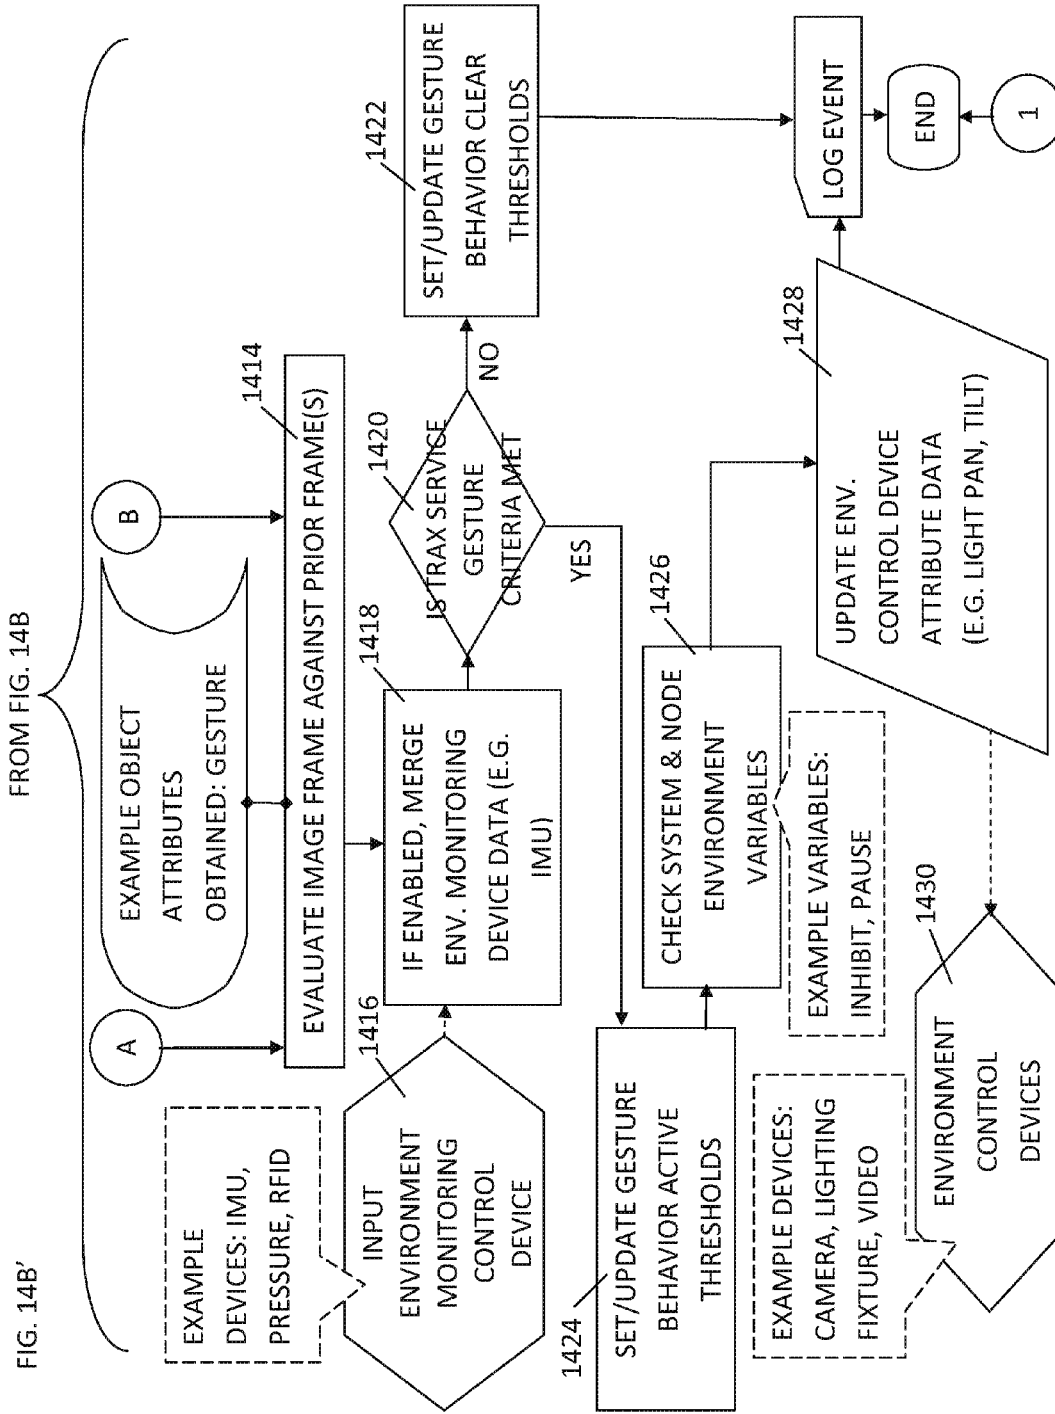 FIG. 14B'
FROM FIG. 14B
A
EXAMPLE OBJECT
ATTRIBUTES
OBTAINED: GESTURE
B
EXAMPLE
DEVICES: IMU,
PRESSURE, RFID
1414
EVALUATE IMAGE FRAME AGAINST PRIOR FRAME(S)
1416
INPUT
ENVIRONMENT
MONITORING
CONTROL
DEVICE
1418
IF ENABLED, MERGE
ENV. MONITORING
DEVICE DATA (E.G.
IMU)
1420
IS TRAX SERVICE
GESTURE
CRITERIA MET
NO
YES
1422
SET/UPDATE GESTURE
BEHAVIOR CLEAR
THRESHOLDS
1424
SET/UPDATE GESTURE
BEHAVIOR ACTIVE
THRESHOLDS
1426
CHECK SYSTEM & NODE
ENVIRONMENT
VARIABLES
EXAMPLE VARIABLES:
INHIBIT, PAUSE
EXAMPLE DEVICES:
CAMERA, LIGHTING
FIXTURE, VIDEO
1428
UPDATE ENV.
CONTROL DEVICE
ATTRIBUTE DATA
(E.G. LIGHT PAN, TILT)
1430
ENVIRONMENT
CONTROL
DEVICES
LOG EVENT
END
1